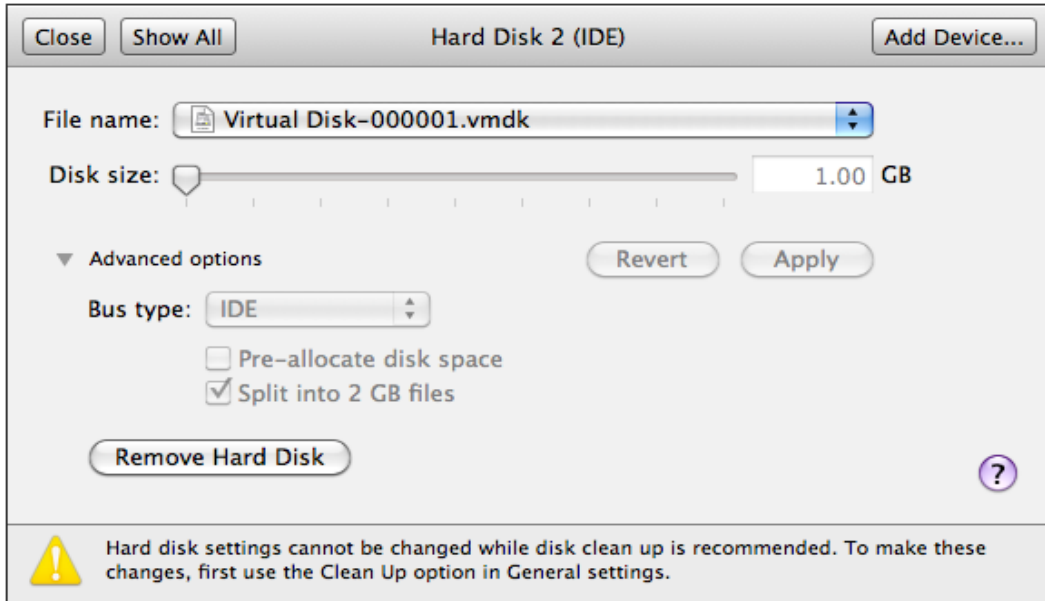 Close Show All Hard Disk 2 (IDE) Add Device...
File name: Virtual Disk-000001.vmdk
Disk size: 1.00 GB
Advanced options Revert Apply
Bus type: IDE
Pre-allocate disk space
Split into 2 GB files
Remove Hard Disk
?
Hard disk settings cannot be changed while disk clean up is recommended. To make these
changes, first use the Clean Up option in General settings.